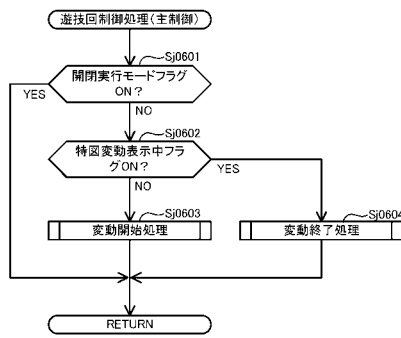 遊技回制御処理(主制御)
Sj0601
開閉実行モードフラグ
ON？
YES
NO
Sj0602
特図変動表示中フラ
グON？
YES
NO
Sj0603
変動開始処理
Sj0604
変動終了処理
RETURN